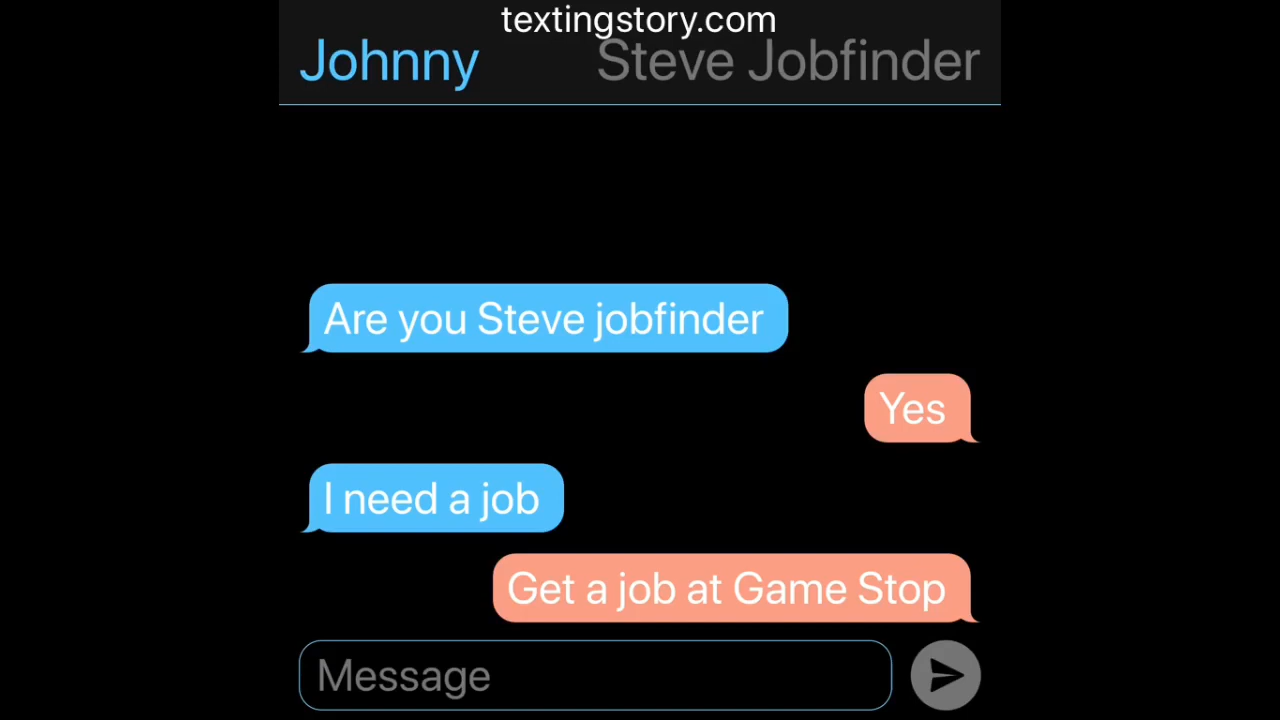 textingstory.com
Johnny Steve Jobfinder
Are you Steve jobfinder
Yes
I need a job
Get a job at Game Stop
Message